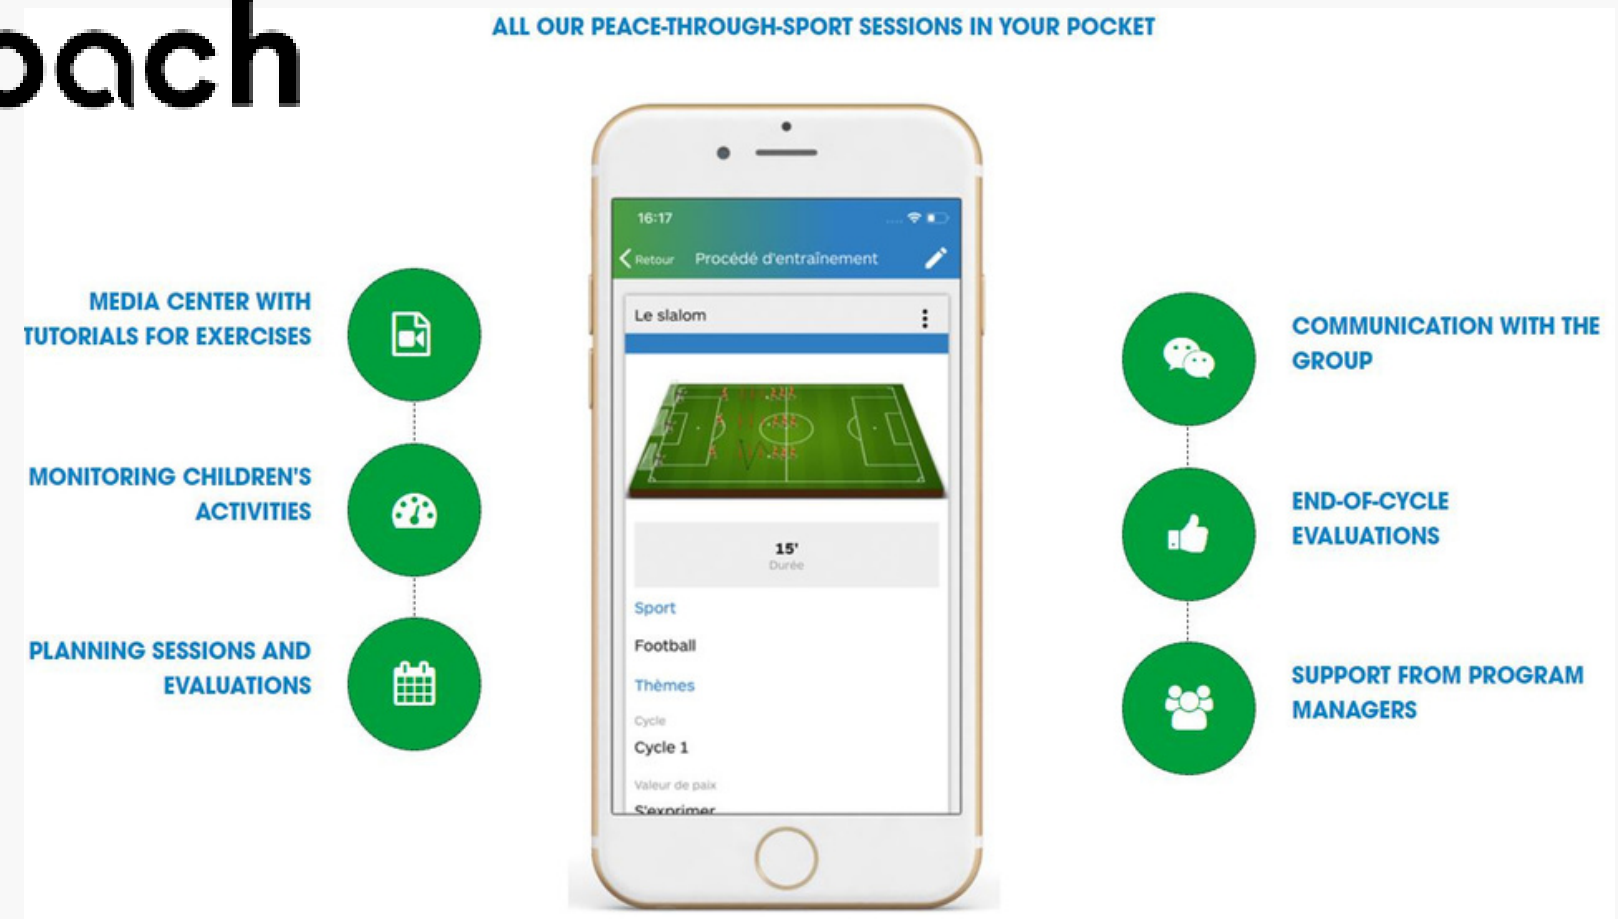 ALL OUR PEACE-THROUGH-SPORT SESSIONS IN YOUR POCKET
oach
MEDIA CENTER WITH
TUTORIALS FOR EXERCISES
MONITORING CHILDREN'S
ACTIVITIES
PLANNING SESSIONS AND
EVALUATIONS
16:17
Retour Procédé d'entraînement
Le slalom
15'
Durée
Sport
Football
Thèmes
Cycle
Cycle 1
Valeur de paix
S'exprimer
COMMUNICATION WITH THE
GROUP
END-OF-CYCLE
EVALUATIONS
SUPPORT FROM PROGRAM
MANAGERS